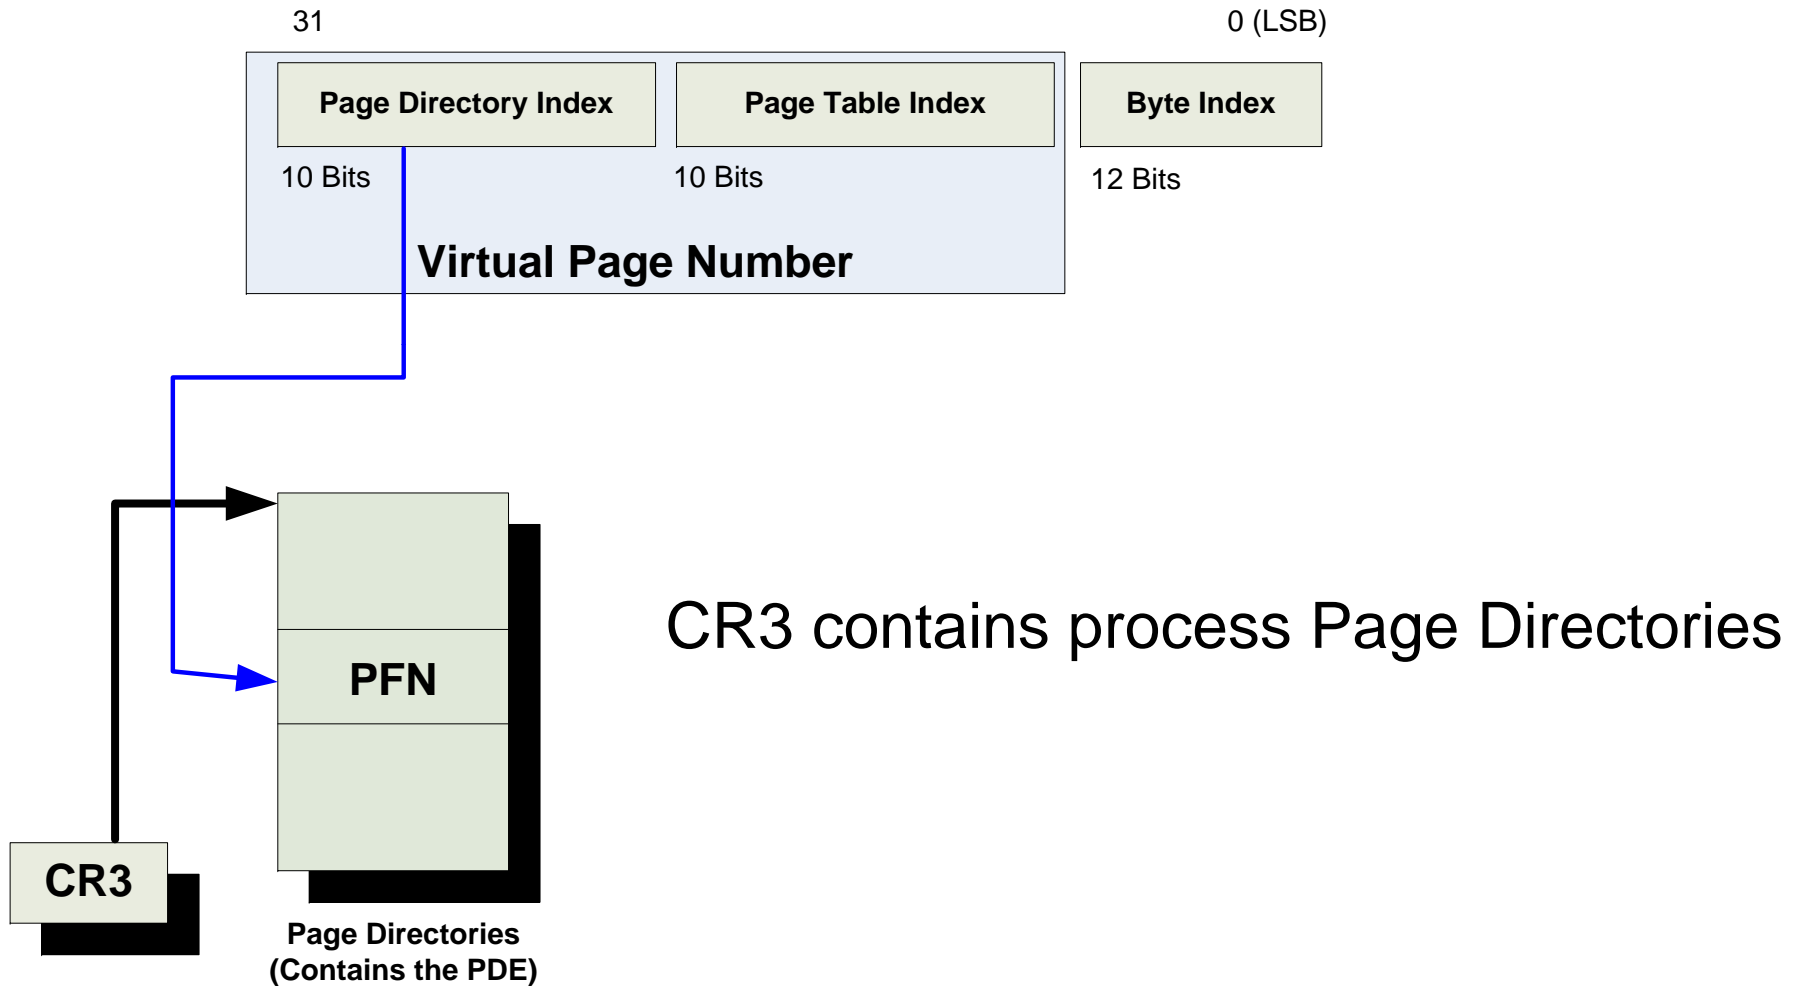 31
0 (LSB)
Page Directory Index
Page Table Index
Byte Index
10 Bits
10 Bits
12 Bits
Virtual Page Number
CR3 contains process Page Directories
PFN
CR3
Page Directories
(Contains the PDE)